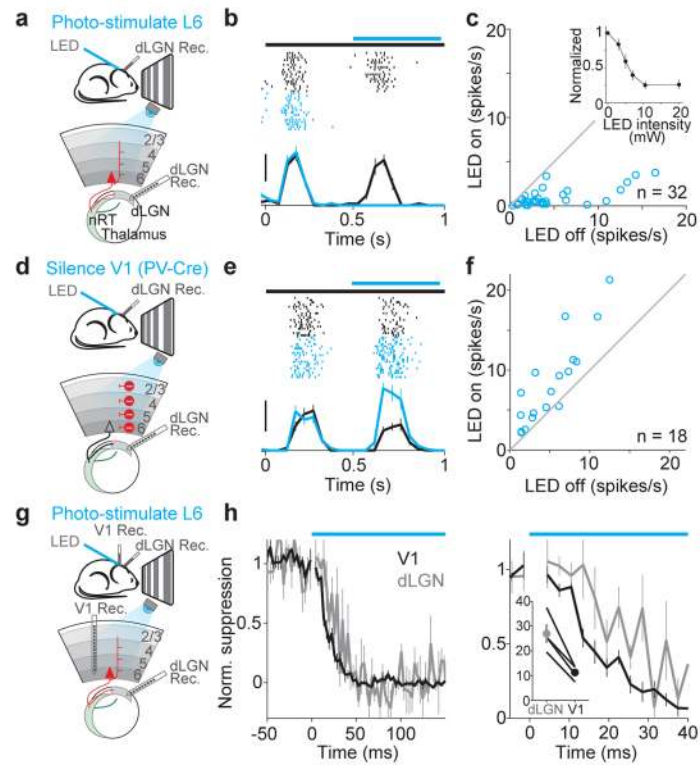 a Photo-stimulate L6
LED
dLGN Rec.
2/3
4
5
6
dLGN
Rec.
nRT
dLGN
Thalamus
b
0
0.5
1
Time (s)
c
LED on (spikes/s)
20
15
10
5
0
0 5 10 15 20
LED off (spikes/s)
n = 32
Normalized
1
0.5
0
0 10 20
LED intensity
(mW)
d Silence V1 (PV-Cre)
LED
dLGN Rec.
2/3
4
5
6
dLGN
Rec.
e
0
0.5
1
Time (s)
f
LED on (spikes/s)
20
10
0
0 10 20
LED off (spikes/s)
n = 18
g Photo-stimulate L6
V1 Rec.
LED
dLGN Rec.
V1 Rec.
2/3
4
5
6
dLGN
Rec.
h
Norm. suppression
1
0.5
0
-50 0 50 100
Time (ms)
V1
dLGN
1
0.5
0
-10 0 10 20 30 40
Time (ms)
40
30
20
10
0
dLGN V1